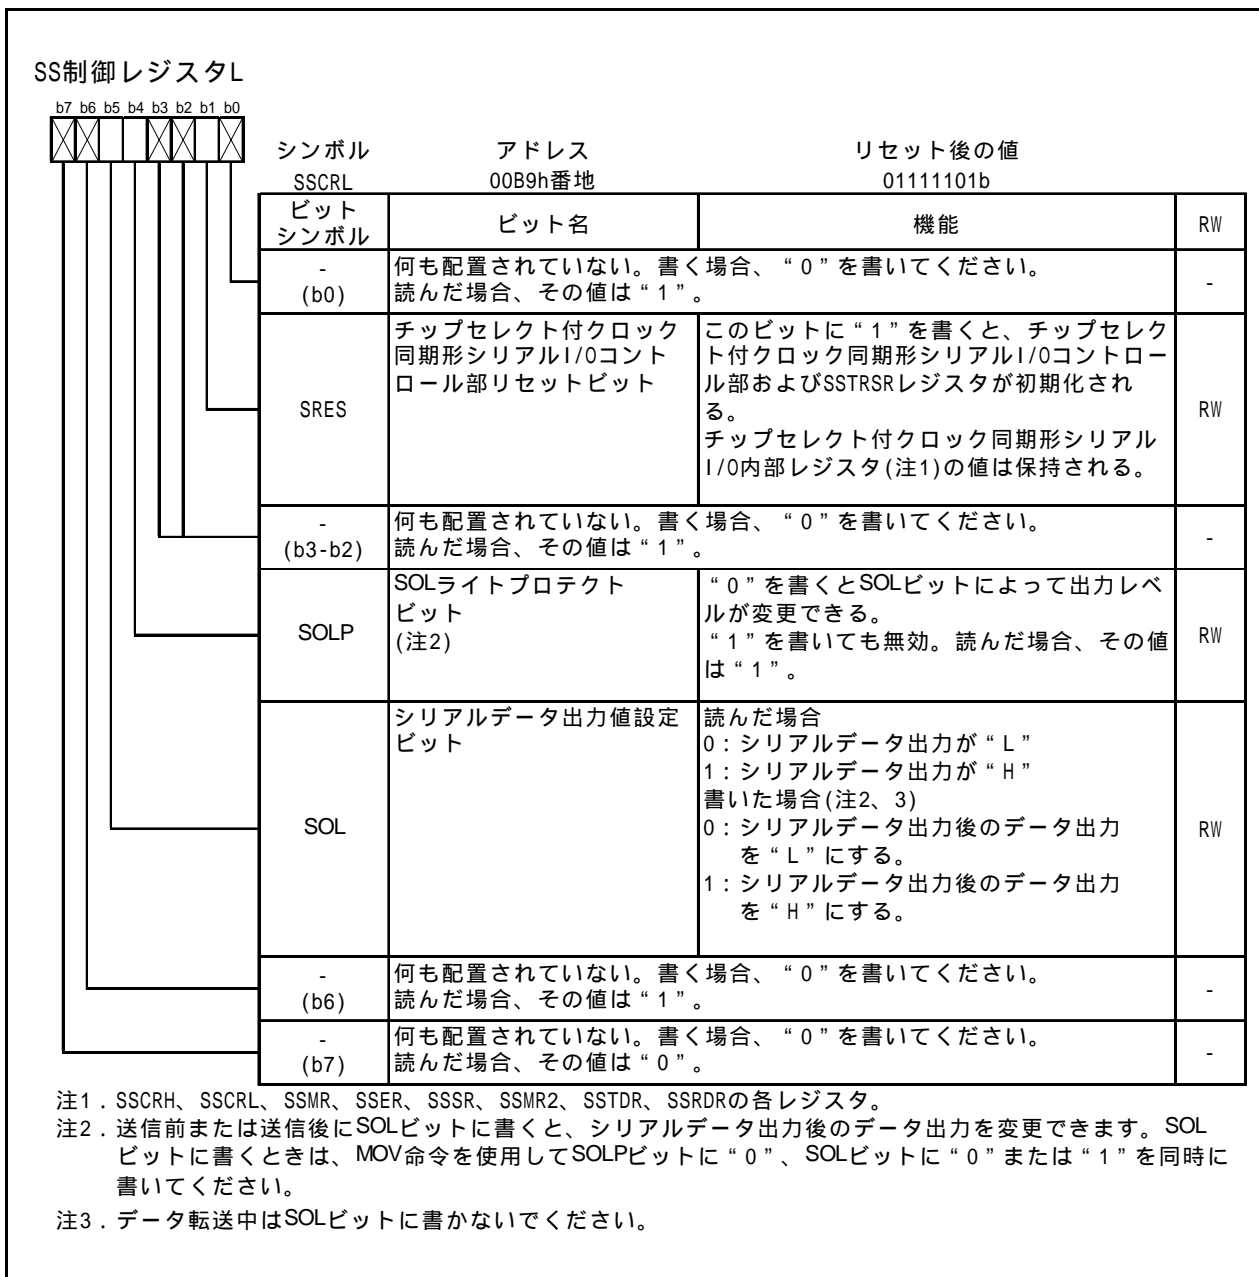 SS制御レジスタL
b7 b6 b5 b4 b3 b2 b1 b0
シンボル アドレス リセット後の値
SSCRL 00B9h番地 01111101b
ビット
シンボル ビット名 機能 RW
-
(b0)
何も配置されていない。書く場合、“0”を書いてください。
読んだ場合、その値は“1”。
-
SRES
チップセレクト付クロック
同期形シリアルI/Oコント
ロール部リセットビット
このビットに“1”を書くと、チップセレク
ト付クロック同期形シリアルI/Oコントロー
ル部およびSSTRSRレジスタが初期化され
る。
チップセレクト付クロック同期形シリアル
I/O内部レジスタ(注1)の値は保持される。
RW
-
(b3-b2)
何も配置されていない。書く場合、“0”を書いてください。
読んだ場合、その値は“1”。
-
SOLP
SOLライトプロテクト
ビット
(注2)
“0”を書くとSOLビットによって出力レベ
ルが変更できる。
“1”を書いても無効。読んだ場合、その値
は“1”。
RW
SOL
シリアルデータ出力値設定
ビット
読んだ場合
0：シリアルデータ出力が“L”
1：シリアルデータ出力が“H”
書いた場合(注2、3)
0：シリアルデータ出力後のデータ出力
を“L”にする。
1：シリアルデータ出力後のデータ出力
を“H”にする。
RW
-
(b6)
何も配置されていない。書く場合、“0”を書いてください。
読んだ場合、その値は“1”。
-
-
(b7)
何も配置されていない。書く場合、“0”を書いてください。
読んだ場合、その値は“0”。
-
注1．SSCRH、SSCRL、SSMR、SSER、SSSR、SSMR2、SSTDR、SSRDRの各レジスタ。
注2．送信前または送信後にSOLビットに書くと、シリアルデータ出力後のデータ出力を変更できます。SOL
ビットに書くときは、MOV命令を使用してSOLPビットに“0”、SOLビットに“0”または“1”を同時に
書いてください。
注3．データ転送中はSOLビットに書かないでください。